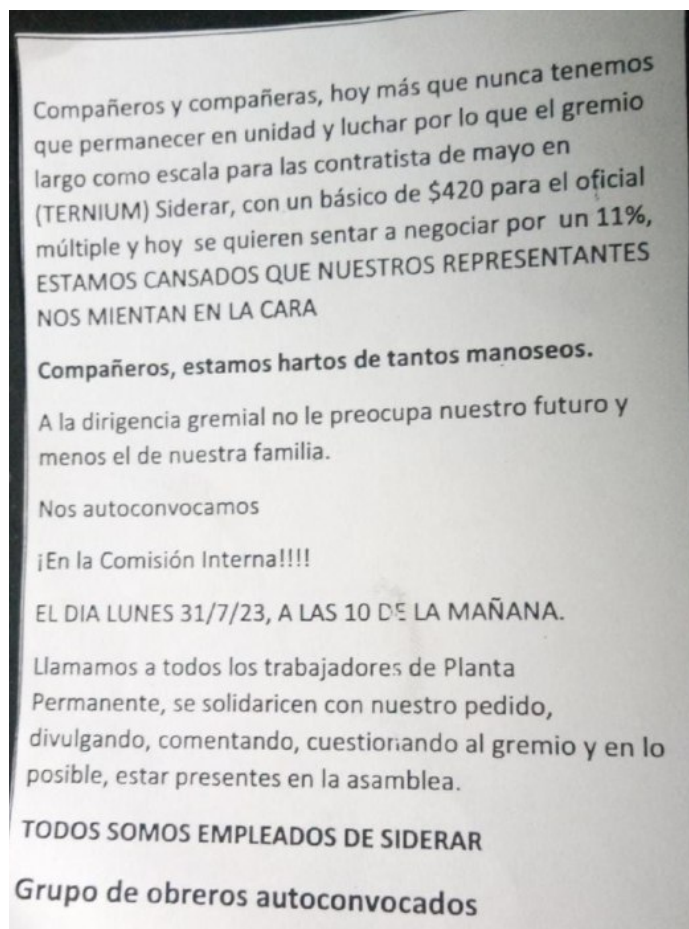 Compañeros y compañeras, hoy más que nunca tenemos
que permanecer en unidad y luchar por lo que el gremio
largo como escala para las contratista de mayo en
(TERNIUM) Siderar, con un básico de $420 para el oficial
múltiple y hoy se quieren sentar a negociar por un 11%,
ESTAMOS CANSADOS QUE NUESTROS REPRESENTANTES
NOS MIENTAN EN LA CARA
Compañeros, estamos hartos de tantos manoseos.
A la dirigencia gremial no le preocupa nuestro futuro y
menos el de nuestra familia.
Nos autoconvocamos
¡En la Comisión Interna!!!!
EL DIA LUNES 31/7/23, A LAS 10 DE LA MAÑANA.
Llamamos a todos los trabajadores de Planta
Permanente, se solidaricen con nuestro pedido,
divulgando, comentando, cuestionando al gremio y en lo
posible, estar presentes en la asamblea.
TODOS SOMOS EMPLEADOS DE SIDERAR
Grupo de obreros autoconvocados